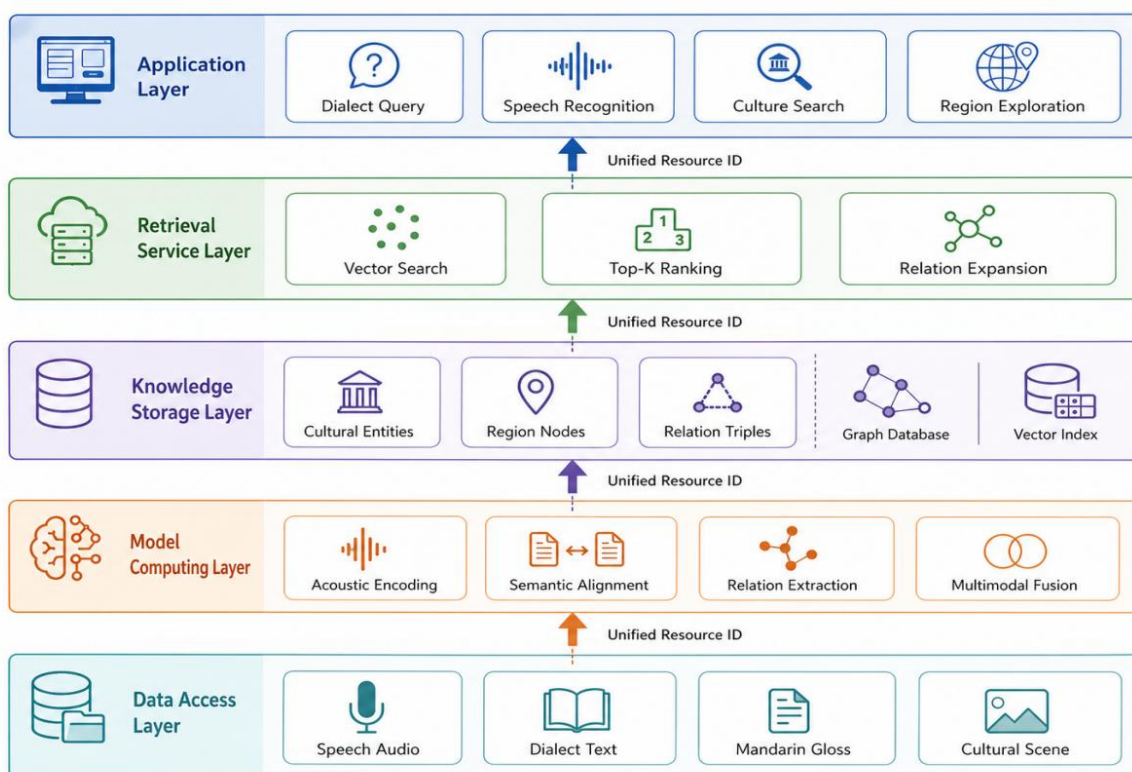 Application
Layer
Dialect Query
Speech Recognition
Culture Search
Region Exploration
Unified Resource ID
Retrieval
Service Layer
Vector Search
1
2 3
Top-K Ranking
Relation Expansion
Unified Resource ID
Knowledge
Storage Layer
Cultural Entities
Region Nodes
Relation Triples
Graph Database
Vector Index
Unified Resource ID
Model
Computing Layer
Acoustic Encoding
Semantic Alignment
Relation Extraction
Multimodal Fusion
Unified Resource ID
Data Access
Layer
Speech Audio
Dialect Text
Mandarin Gloss
Cultural Scene